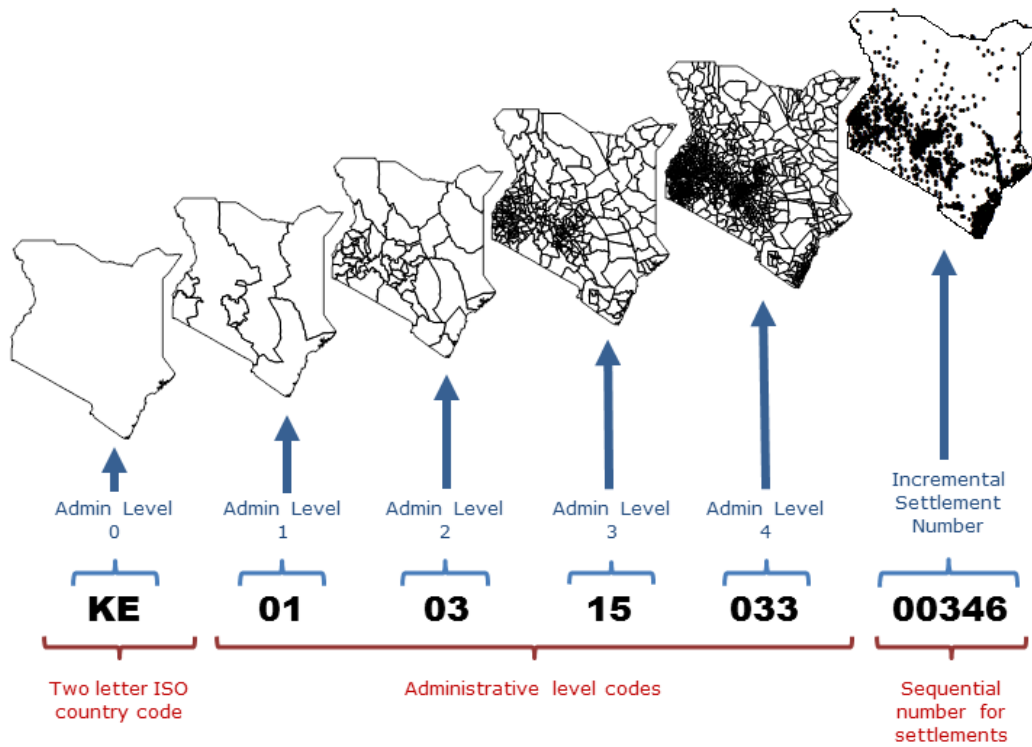 Admin Level
0
Admin Level
1
Admin Level
2
Admin Level
3
Admin Level
4
Incremental
Settlement
Number
KE
01
03
15
033
00346
Two letter ISO
country code
Administrative level codes
Sequential
number for
settlements